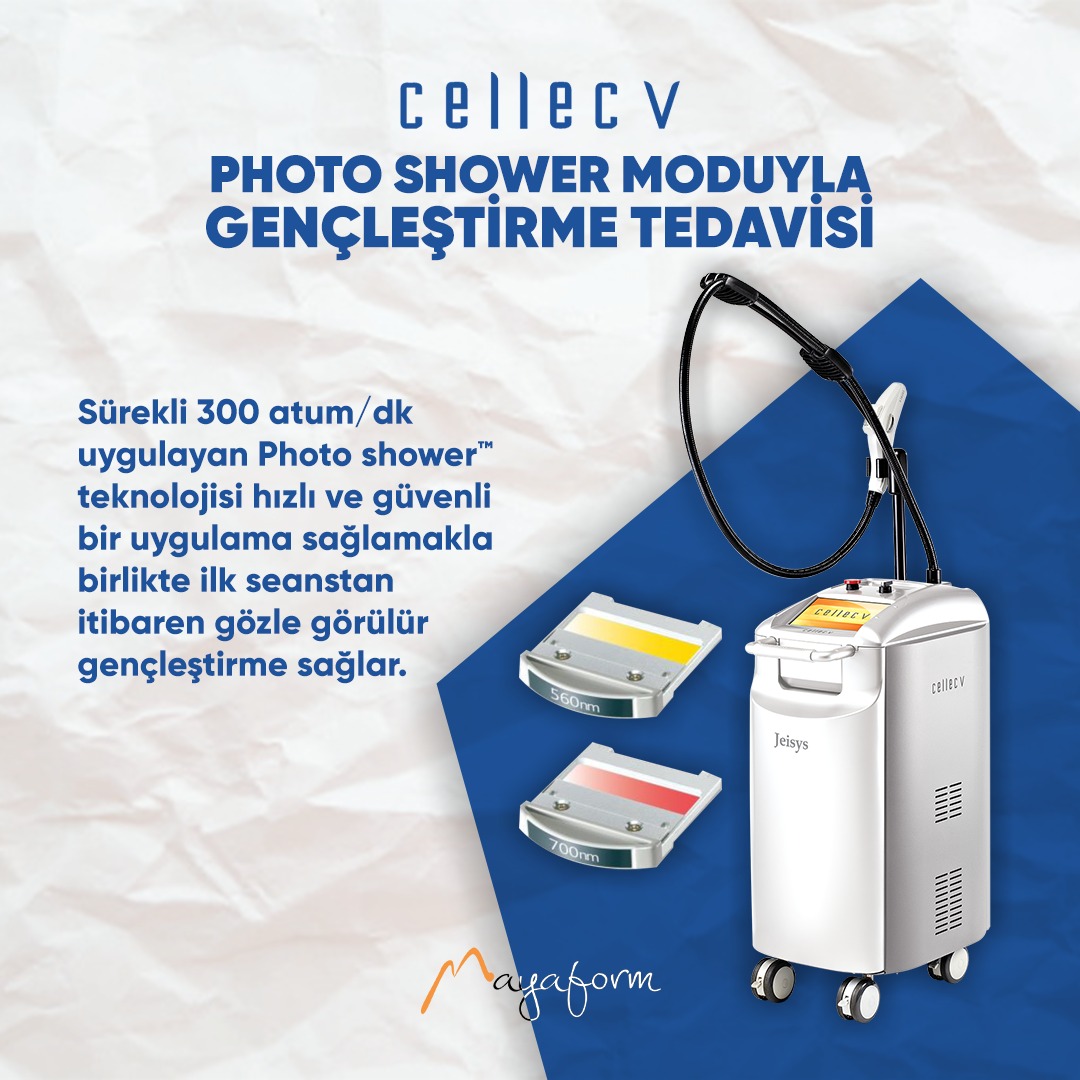 cellec V
PHOTO SHOWER MODUYLA
GENÇLEŞTİRME TEDAVİSİ
Sürekli 300 atum/dk
uygulayan Photo shower™
teknolojisi hızlı ve güvenli
bir uygulama sağlamakla
birlikte ilk seanstan
itibaren gözle görülür
gençleştirme sağlar.
560nm
700nm
cellec V
cellec V
cellec V
Jeisys
Mayaform